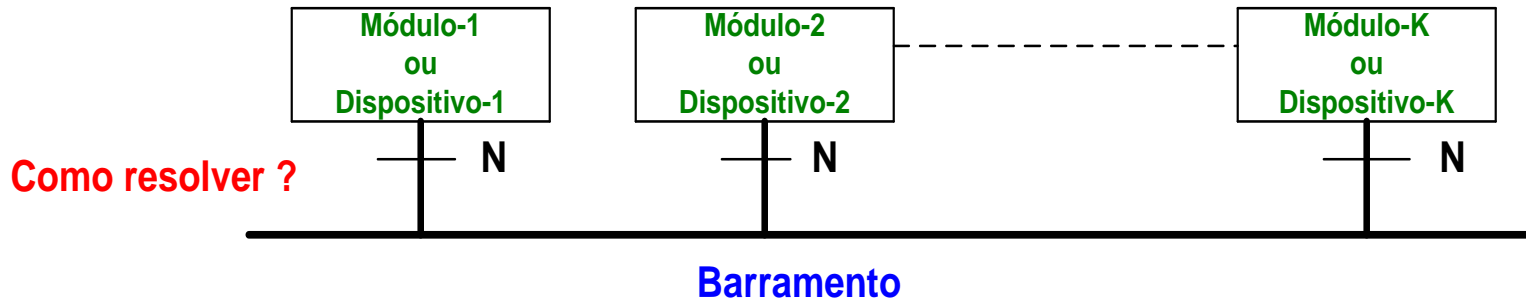 Módulo-1
ou
Dispositivo-1
Módulo-2
ou
Dispositivo-2
Módulo-K
ou
Dispositivo-K
N
N
N
Como resolver ?
Barramento